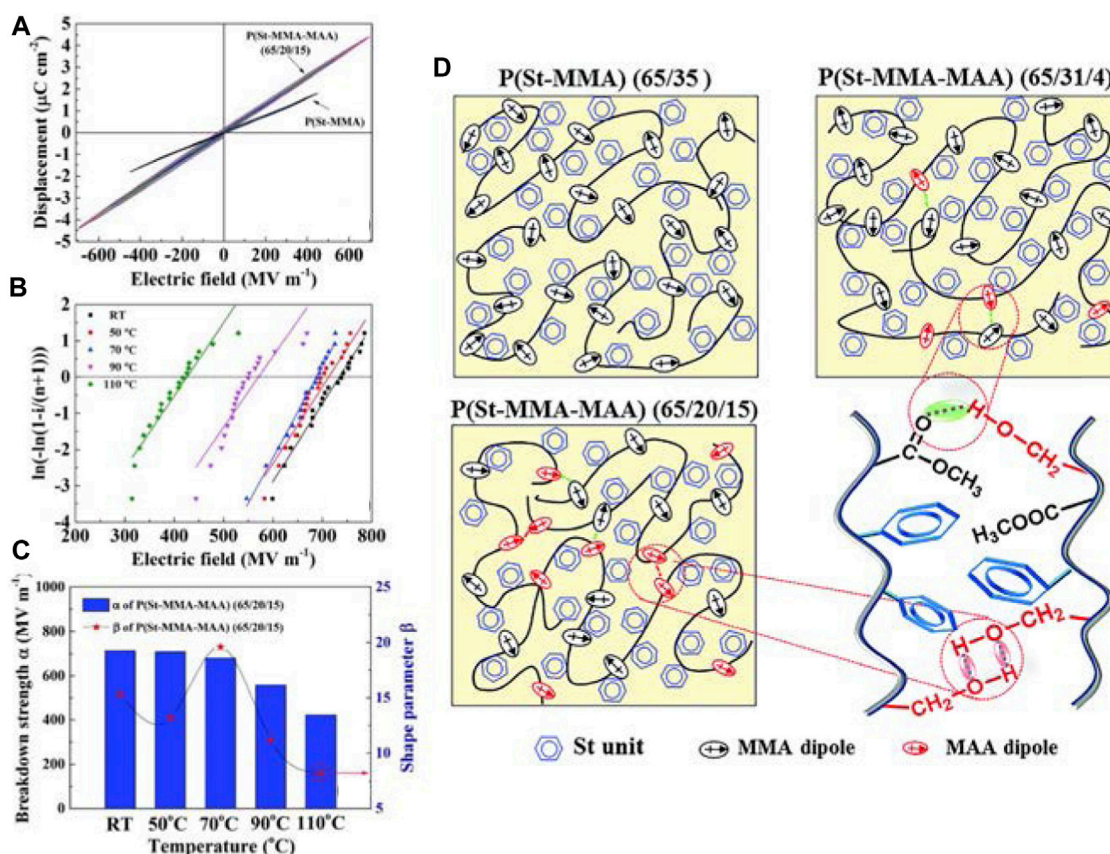 A
5
4
3
2
1
0
-1
-2
-3
-4
-5
Displacement (μC cm-2)
P(St-MMA-MAA)
(65/20/15)
P(St-MMA)
-600 -400 -200 0 200 400 600
Electric field (MV m-1)
B
2
1
0
-1
-2
-3
-4
ln(-ln(1-i/(n+1)))
RT
50 °C
70 °C
90 °C
110 °C
200 300 400 500 600 700 800
Electric field (MV m-1)
C
1000
800
600
400
200
0
Breakdown strength α (MV m-1)
α of P(St-MMA-MAA) (65/20/15)
β of P(St-MMA-MAA) (65/20/15)
25
20
15
10
5
Shape parameter β
RT 50°C 70°C 90°C 110°C
Temperature (°C)
D
P(St-MMA) (65/35 )
P(St-MMA-MAA) (65/31/4)
P(St-MMA-MAA) (65/20/15)
O H O CH2
C
OCH3
H3COOC
H O CH2
CH2 O H
St unit
MMA dipole
MAA dipole